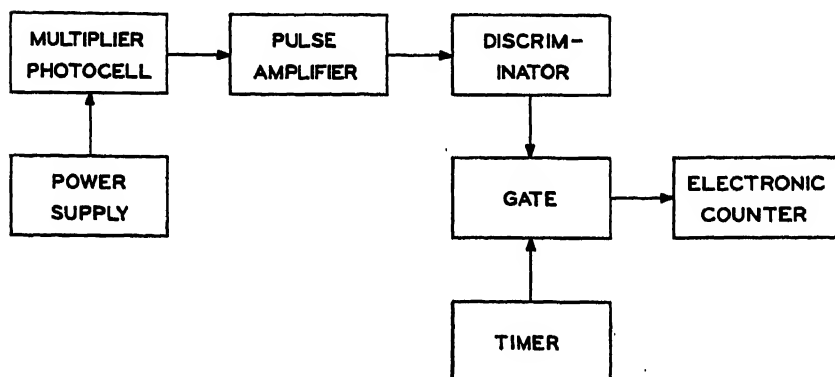 MULTIPLIER
PHOTOCELL
PULSE
AMPLIFIER
DISCRIM-
INATOR
POWER
SUPPLY
GATE
ELECTRONIC
COUNTER
TIMER